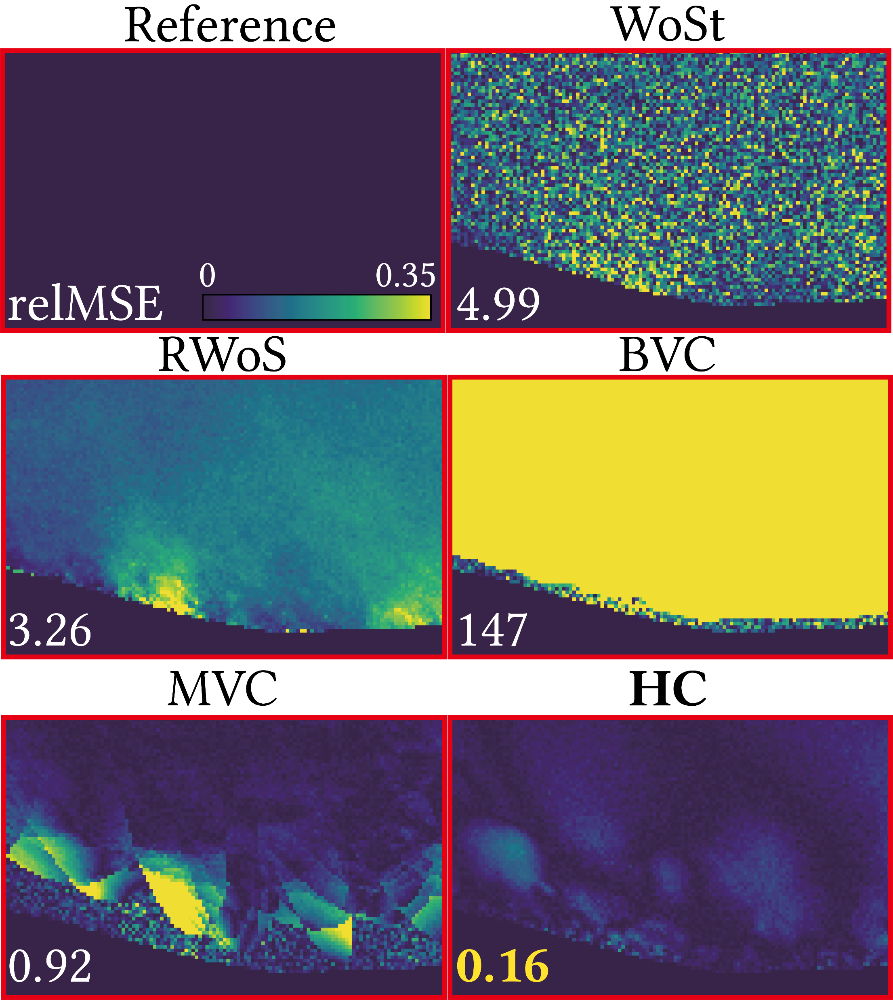 Reference
WoSt
0 0.35
relMSE
4.99
RWoS
BVC
3.26
147
MVC
HC
0.92
0.16